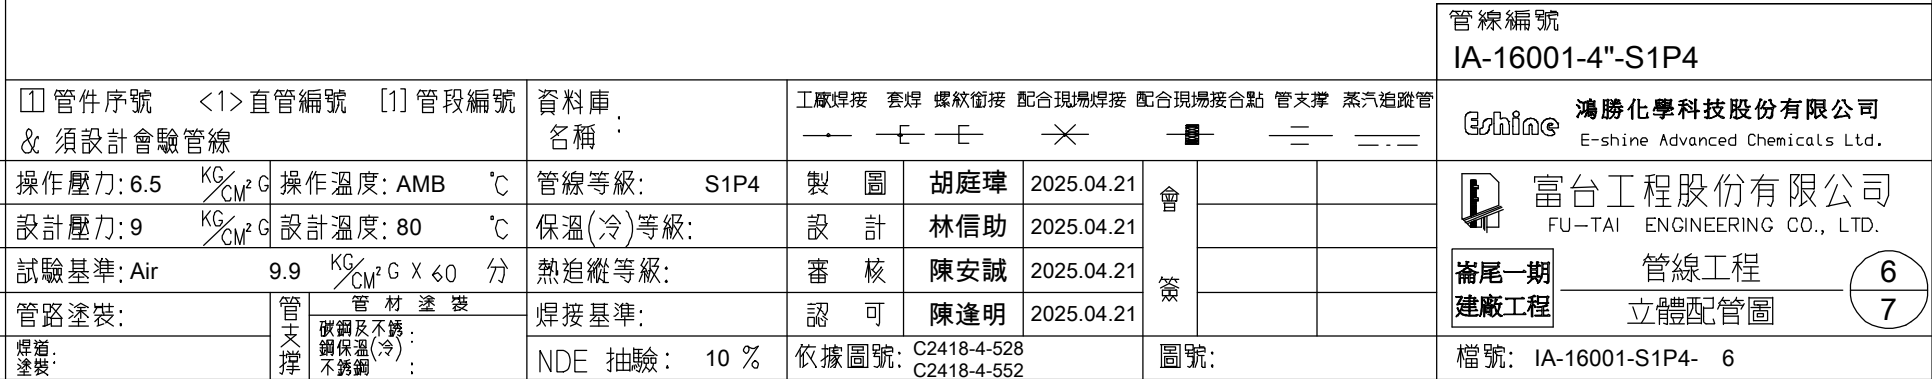 管線編號
IA-16001-4"-S1P4
1 管件序號 <1>直管編號 [1]管段編號
& 須設計會驗管線
資料庫名稱:
工廠焊接 套焊 螺紋銜接 配合現場焊接 配合現場接合點 管支撐 蒸汽追蹤管
Eshine 鴻勝化學科技股份有限公司
E-shine Advanced Chemicals Ltd.
操作壓力: 6.5 KG/CM² G 操作溫度: AMB °C 管線等級: S1P4 製圖 胡庭瑋 2025.04.21 會簽
設計壓力: 9 KG/CM² G 設計溫度: 80 °C 保溫(冷)等級: 設計 林信助 2025.04.21
富台工程股份有限公司
FU-TAI ENGINEERING CO., LTD.
試驗基準: Air 9.9 KG/CM² G X 60 分 熱追縱等級: 審核 陳安誠 2025.04.21
管路塗裝: 管支撐 管材塗裝 焊接基準: 認可 陳逢明 2025.04.21
崙尾一期
建廠工程
管線工程
立體配管圖
6
7
焊道塗裝:
碳鋼及不銹鋼保溫(冷):
不銹鋼:
NDE 抽驗: 10 %
依據圖號: C2418-4-528
C2418-4-552
圖號:
檔號: IA-16001-S1P4- 6